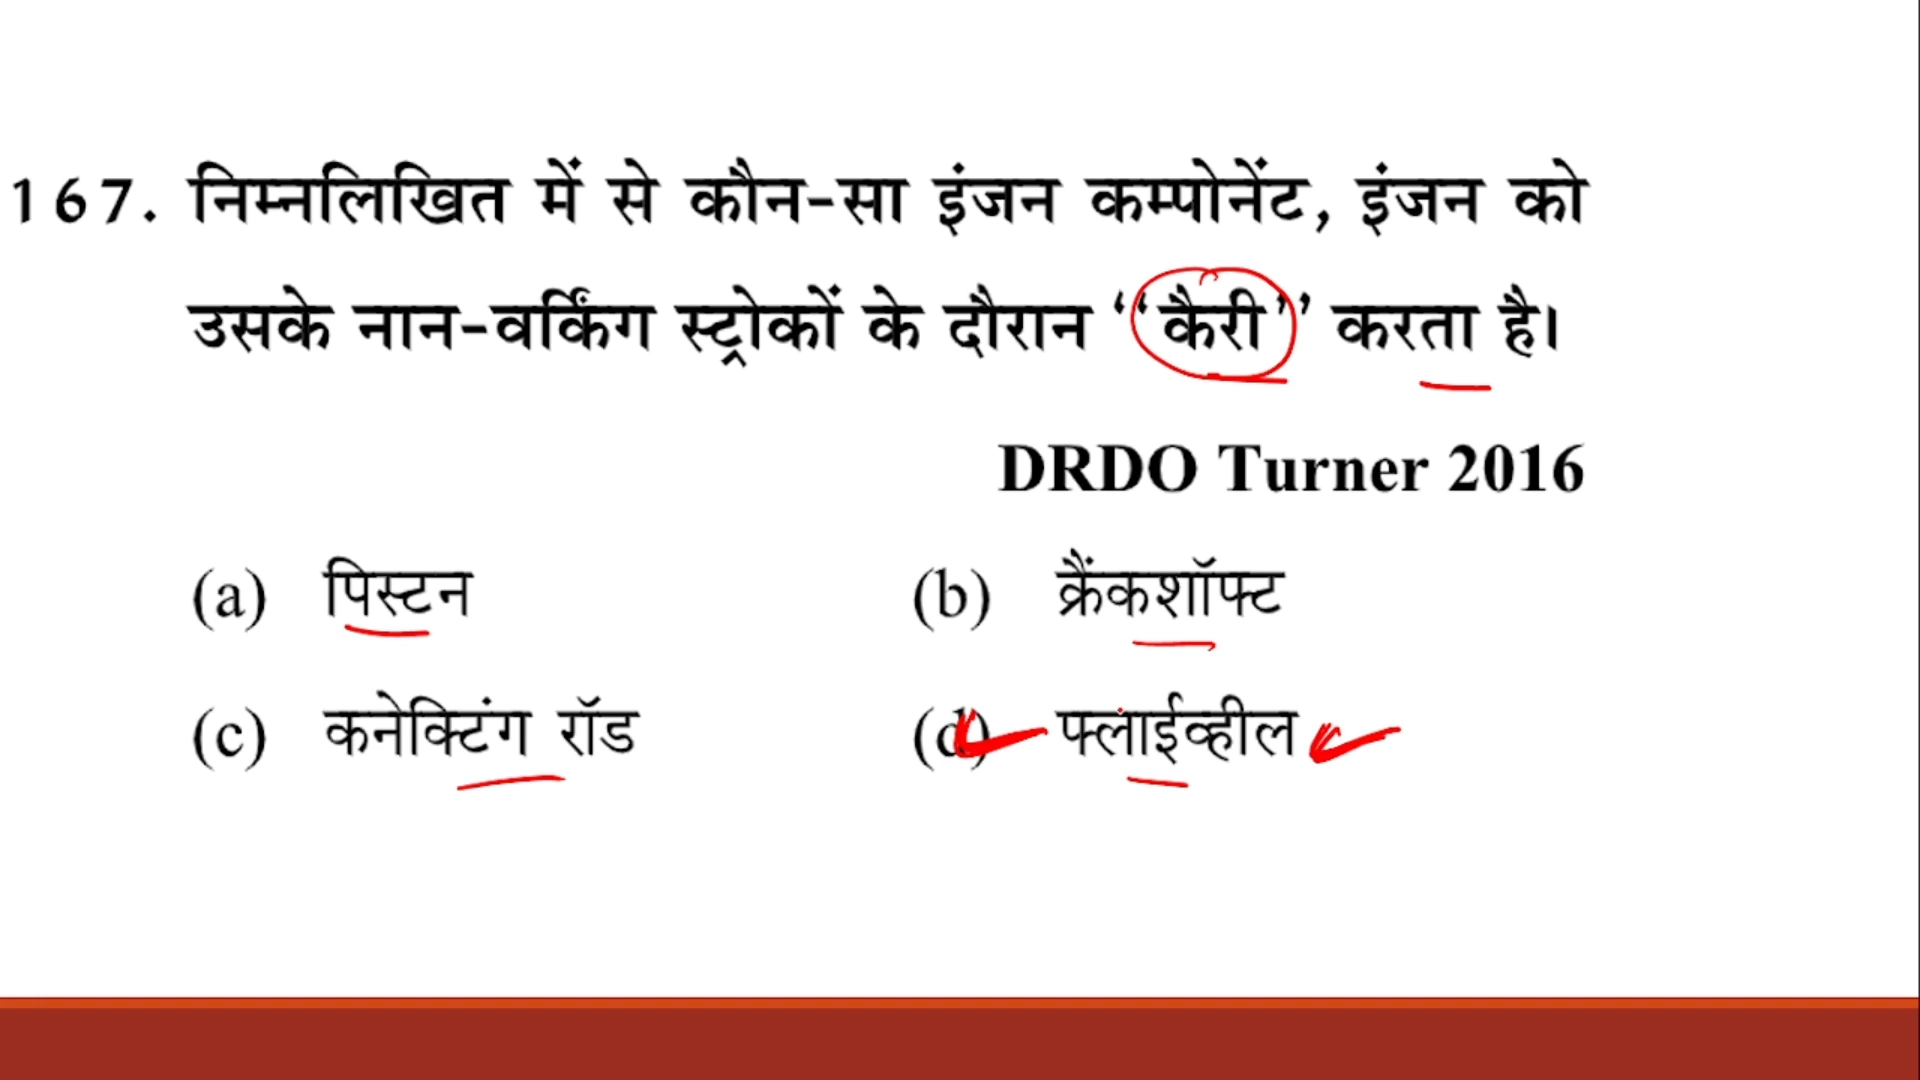 167. निम्नलिखित में से कौन-सा इंजन कम्पोनेंट, इंजन को
उसके नान-वर्किंग स्ट्रोकों के दौरान ‘‘कैरी’’ करता है।
DRDO Turner 2016
(a) पिस्टन (b) क्रैंकशॉफ्ट
(c) कनेक्टिंग रॉड (d) फ्लाईव्हील